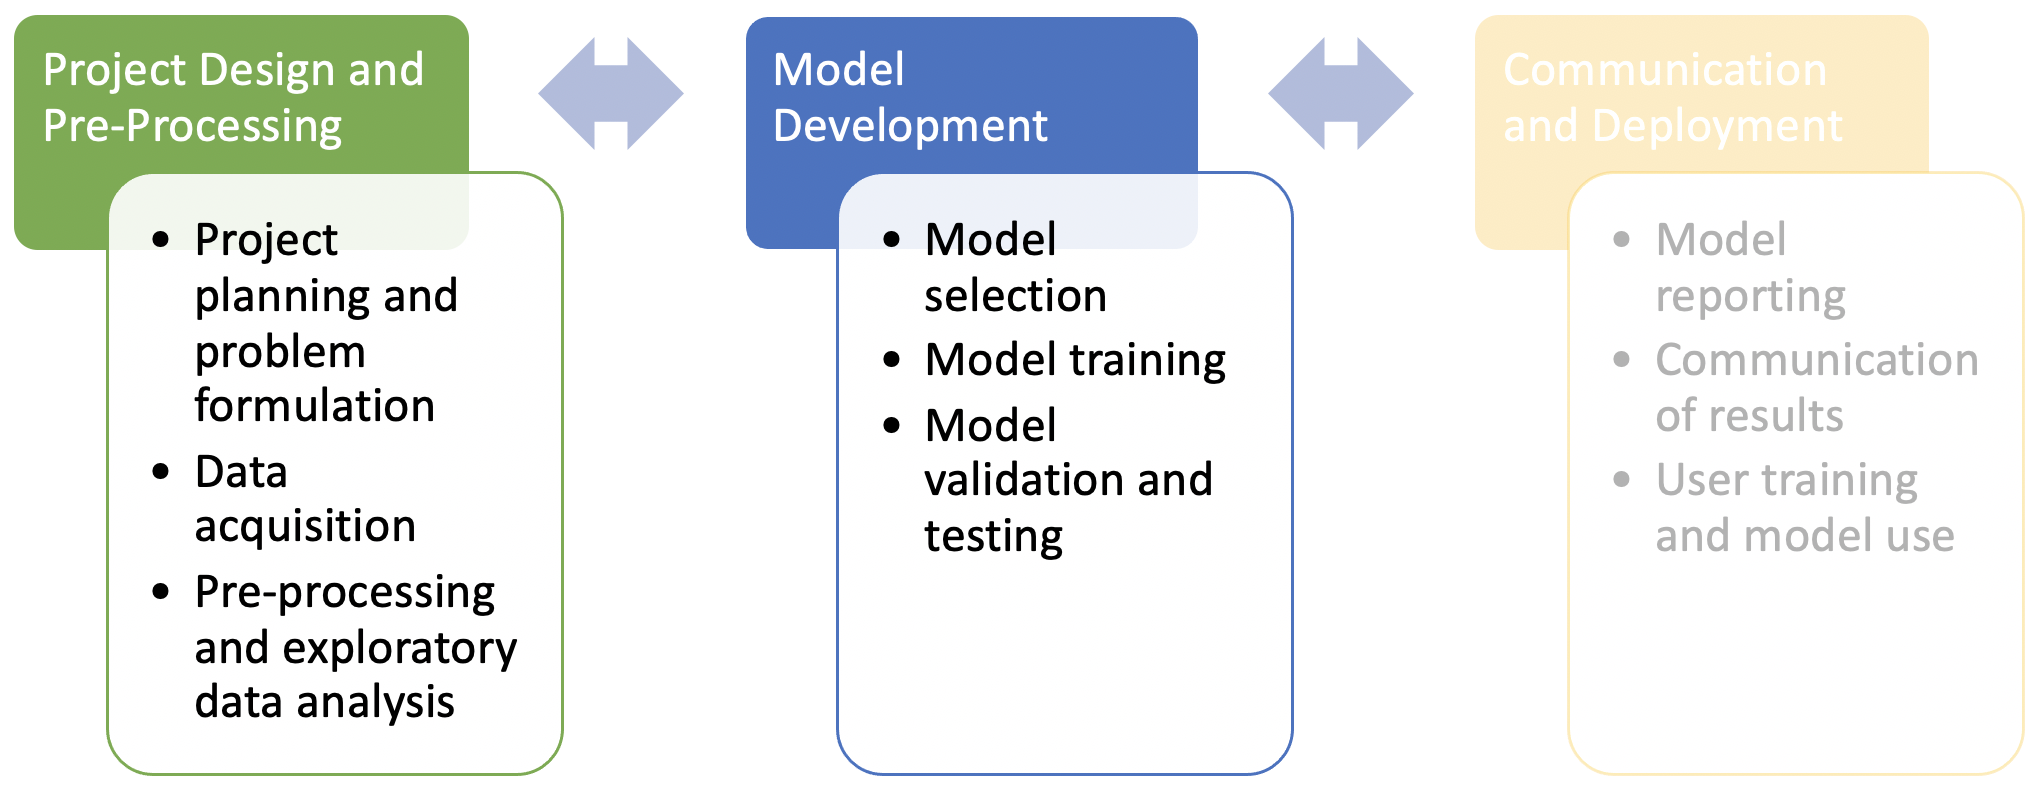 Project Design and
Pre-Processing
• Project
planning and
problem
formulation
• Data
acquisition
• Pre-processing
and exploratory
data analysis
Model
Development
• Model
selection
• Model training
• Model
validation and
testing
Communication
and Deployment
• Model
reporting
• Communication
of results
• User training
and model use